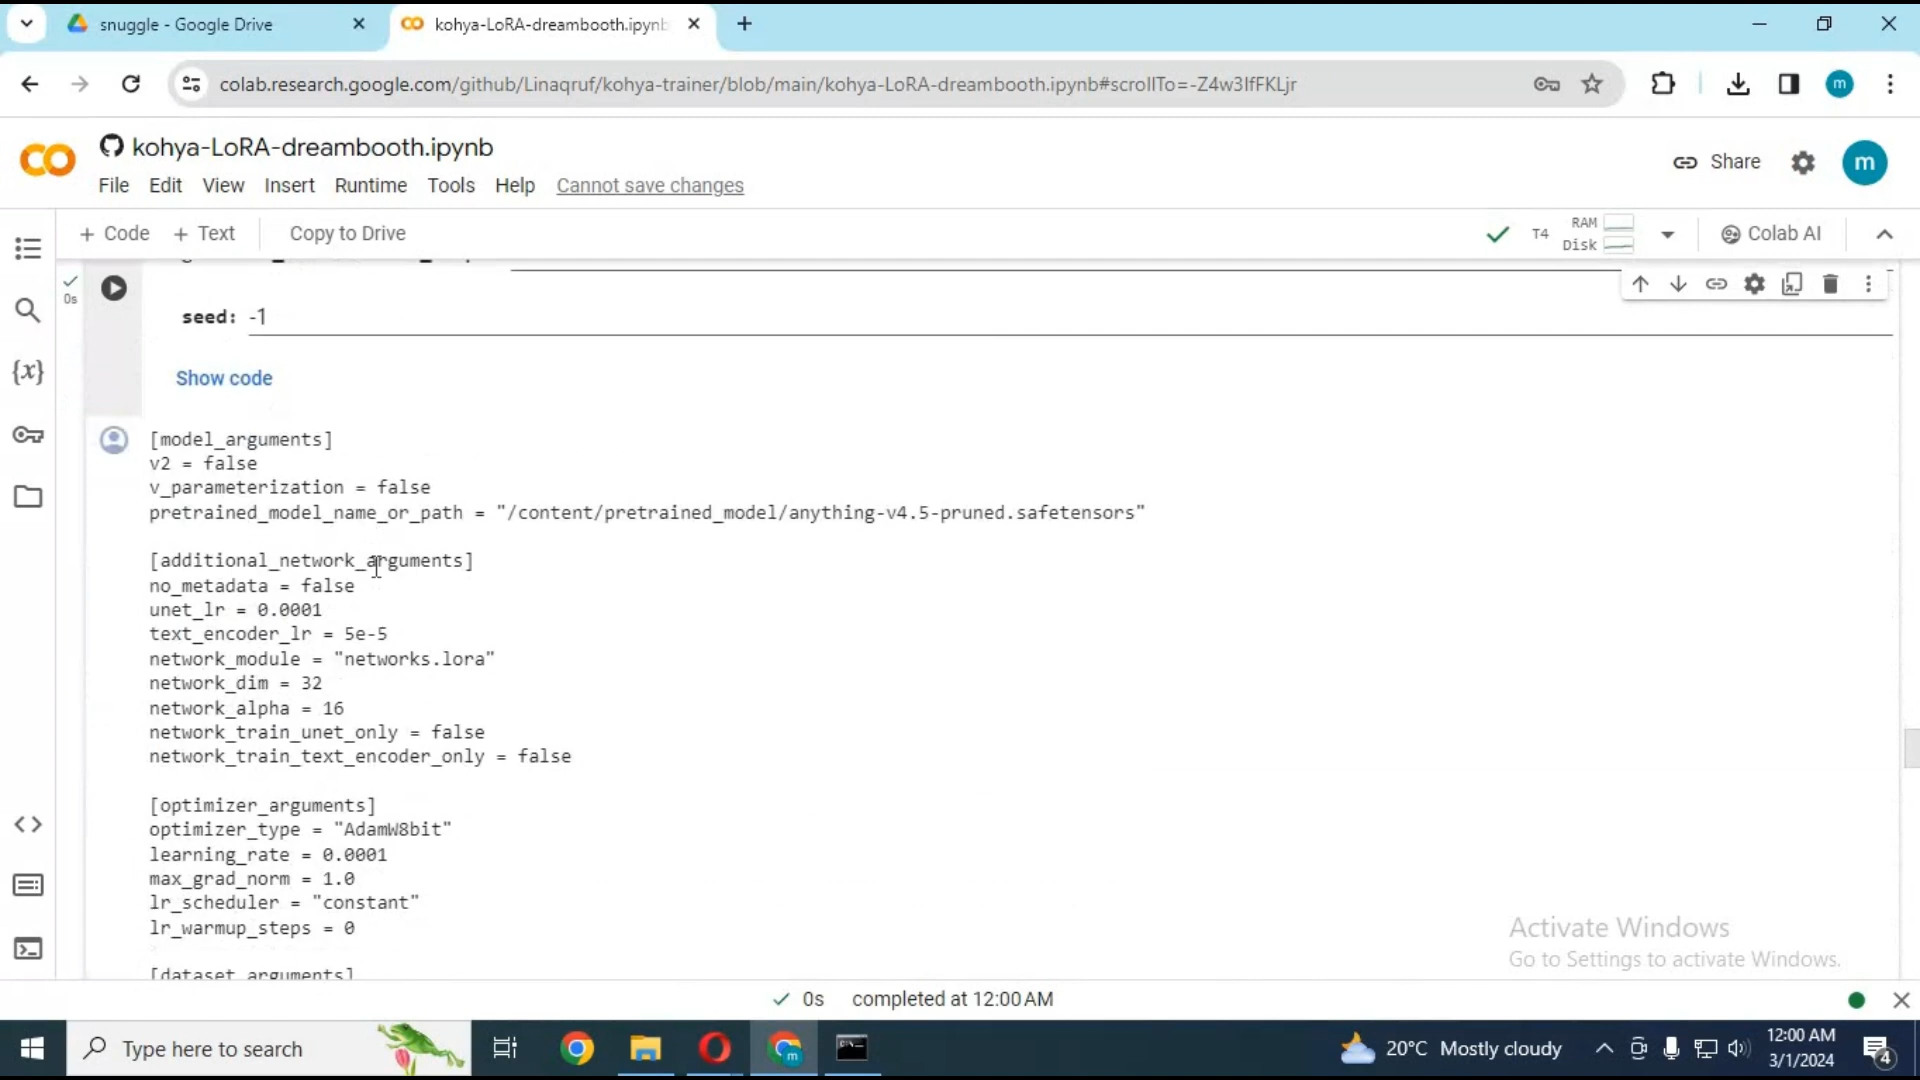 snuggle - Google Drive
kohya-LoRA-dreambooth.ipynb
colab.research.google.com/github/Linaqruf/kohya-trainer/blob/main/kohya-LoRA-dreambooth.ipynb#scrollTo=-Z4w3IfFKLjr
m
kohya-LoRA-dreambooth.ipynb
Share
m
File Edit View Insert Runtime Tools Help Cannot save changes
+ Code + Text Copy to Drive
T4
RAM
Disk
Colab AI
0s
seed: -1
Show code
[model_arguments]
v2 = false
v_parameterization = false
pretrained_model_name_or_path = "/content/pretrained_model/anything-v4.5-pruned.safetensors"
[additional_network_arguments]
no_metadata = false
unet_lr = 0.0001
text_encoder_lr = 5e-5
network_module = "networks.lora"
network_dim = 32
network_alpha = 16
network_train_unet_only = false
network_train_text_encoder_only = false
[optimizer_arguments]
optimizer_type = "AdamW8bit"
learning_rate = 0.0001
max_grad_norm = 1.0
lr_scheduler = "constant"
lr_warmup_steps = 0
[dataset_arguments]
Activate Windows
Go to Settings to activate Windows.
0s completed at 12:00 AM
Type here to search
m
20°C Mostly cloudy
12:00 AM
3/1/2024
4